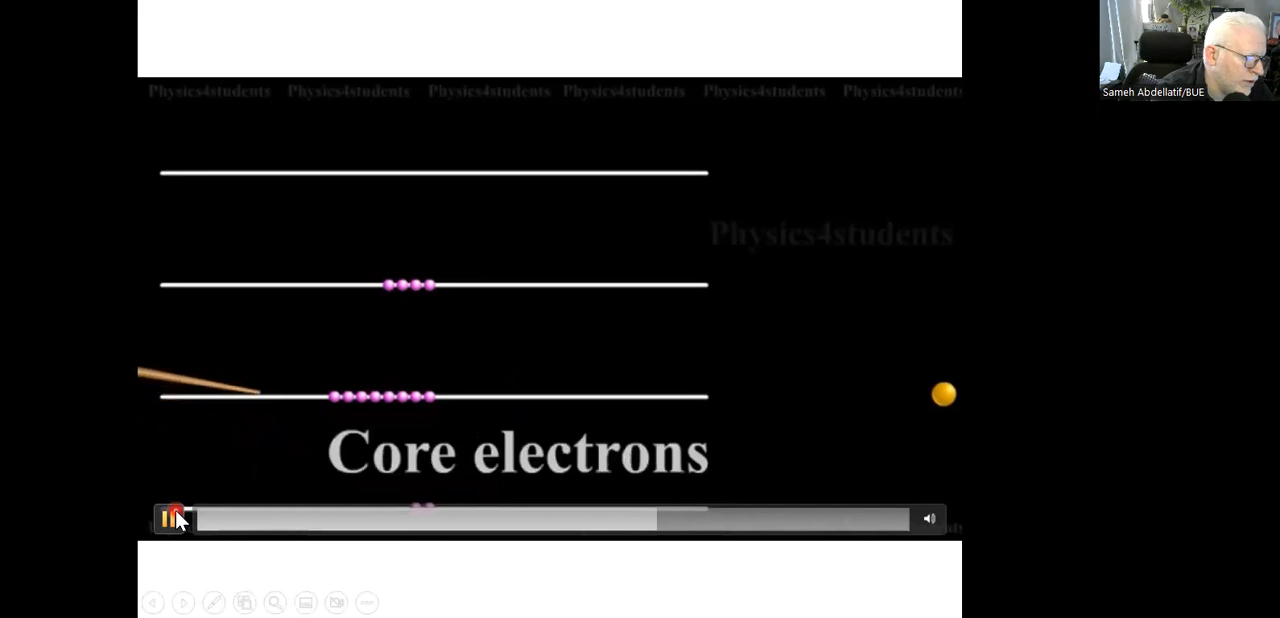 Physics4students Physics4students Physics4students Physics4students Physics4students Physics4students
Sameh Abdellatif/BUE
Physics4students
Core electrons